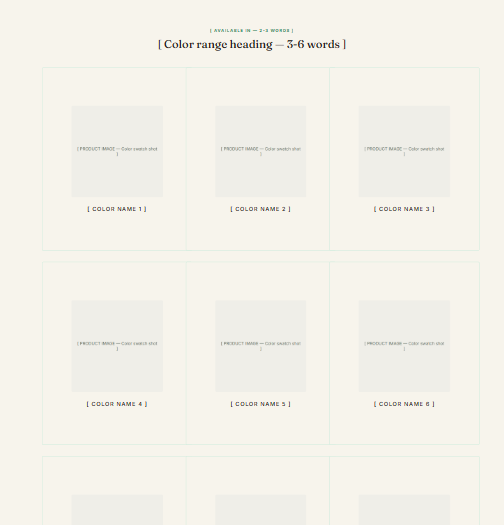 [ AVAILABLE IN — 2-3 WORDS ]
[ Color range heading — 3-6 words ]
[ PRODUCT IMAGE — Color swatch shot
]
[ PRODUCT IMAGE — Color swatch shot
]
[ PRODUCT IMAGE — Color swatch shot
]
[ COLOR NAME 1 ]
[ COLOR NAME 2 ]
[ COLOR NAME 3 ]
[ PRODUCT IMAGE — Color swatch shot
]
[ PRODUCT IMAGE — Color swatch shot
]
[ PRODUCT IMAGE — Color swatch shot
]
[ COLOR NAME 4 ]
[ COLOR NAME 5 ]
[ COLOR NAME 6 ]